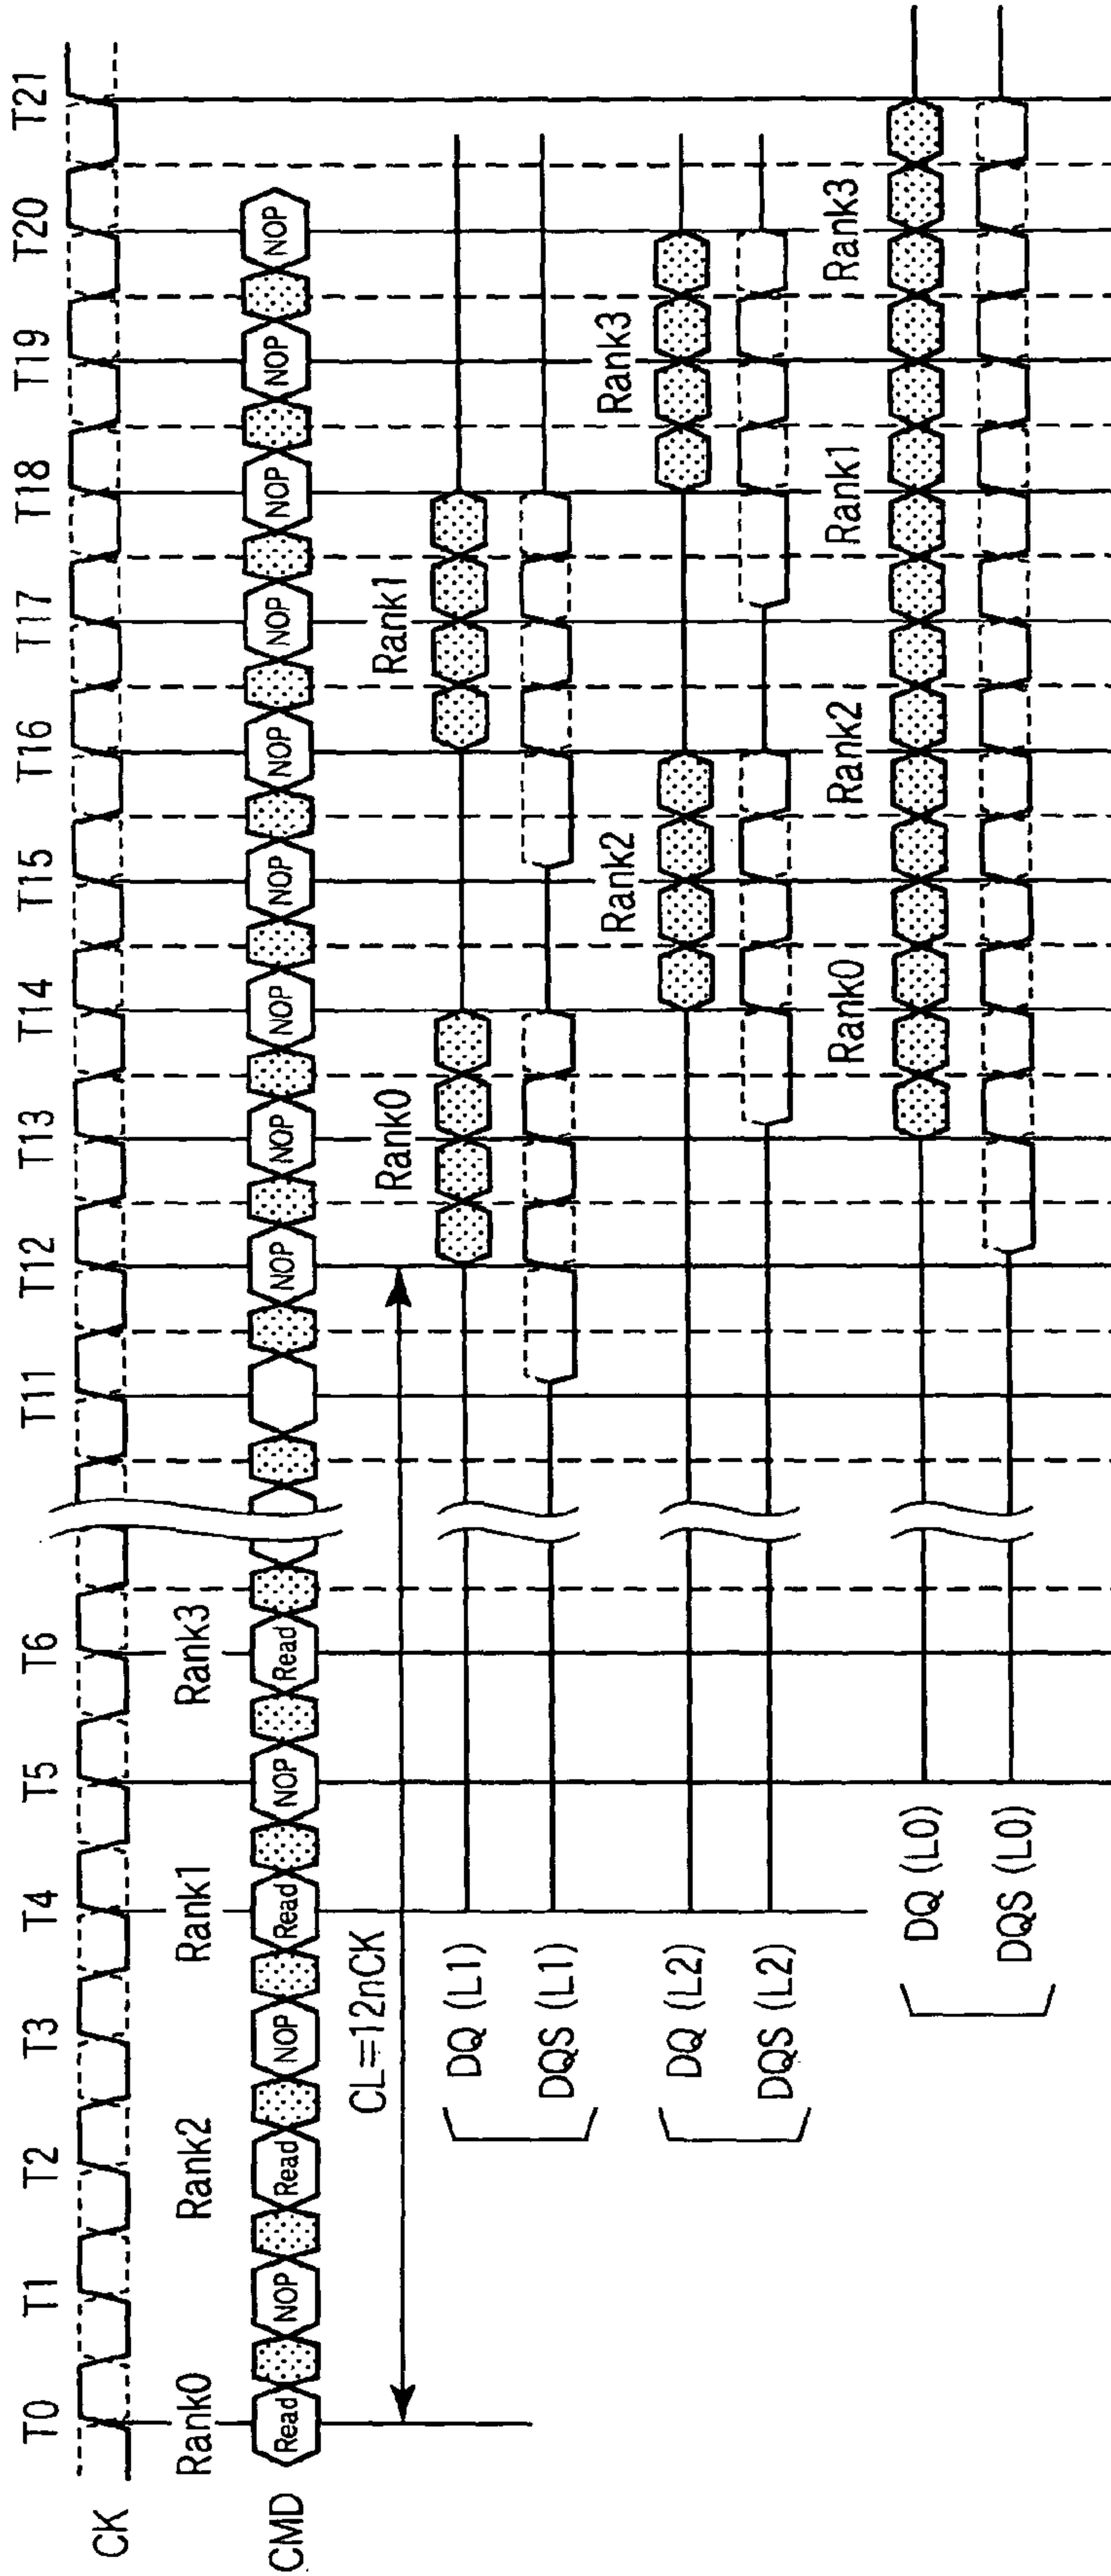 T0 T1 T2 T3 T4 T5 T6 T11 T12 T13 T14 T15 T16 T17 T18 T19 T20 T21
CK
Rank0 Rank2 Rank1 Rank3
CMD Read NOP Read NOP Read NOP Read NOP NOP NOP NOP NOP NOP NOP NOP NOP
CL=12nCK
Rank0 Rank1
DQ (L1)
DQS (L1)
Rank2 Rank3
DQ (L2)
DQS (L2)
Rank0 Rank2 Rank1 Rank3
DQ (L0)
DQS (L0)